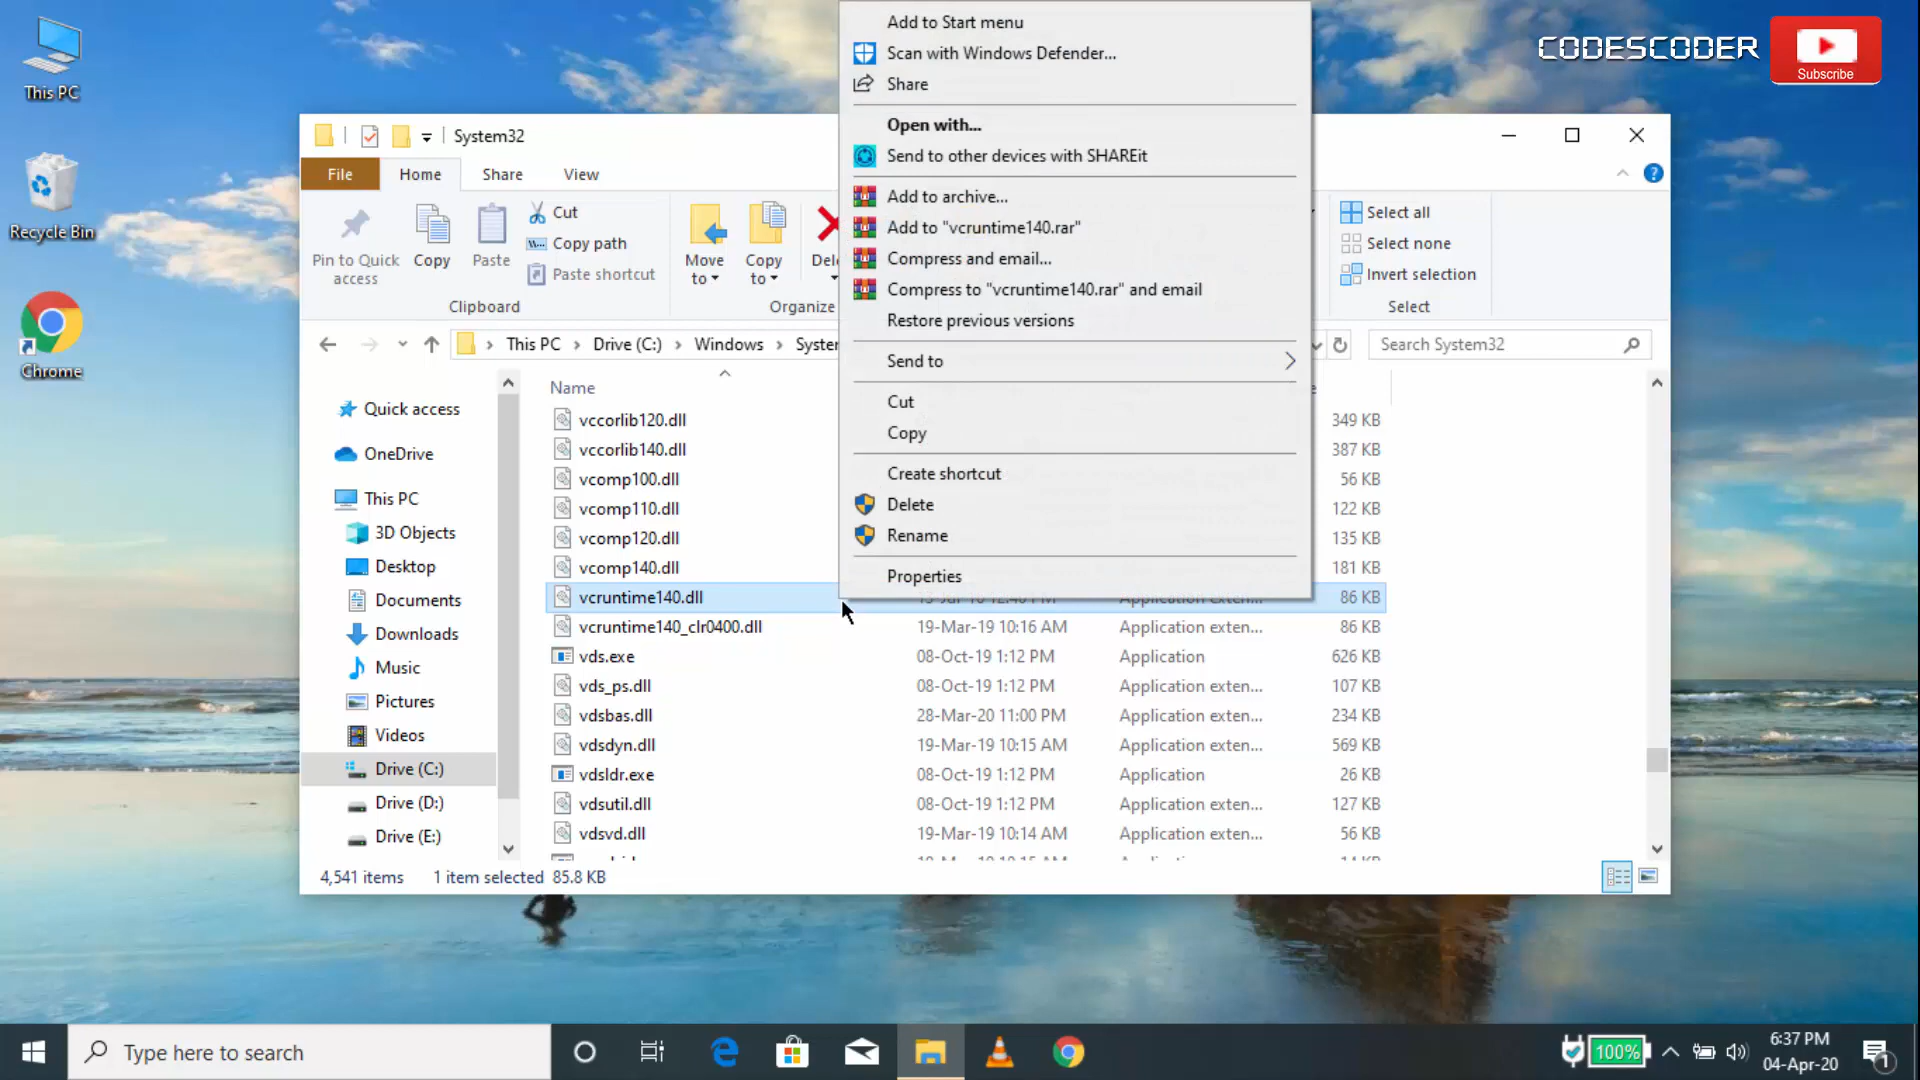 This PC
Recycle Bin
Chrome
CODESCODER
Subscribe
System32
File
Home
Share
View
Pin to Quick access
Copy
Paste
Cut
Copy path
Paste shortcut
Clipboard
Move to
Copy to
Organize
Select all
Select none
Invert selection
Select
This PC > Drive (C:) > Windows
Search System32
Add to Start menu
Scan with Windows Defender...
Share
Open with...
Send to other devices with SHAREit
Add to archive...
Add to "vcruntime140.rar"
Compress and email...
Compress to "vcruntime140.rar" and email
Restore previous versions
Send to
Cut
Copy
Create shortcut
Delete
Rename
Properties
Quick access
OneDrive
This PC
3D Objects
Desktop
Documents
Downloads
Music
Pictures
Videos
Drive (C:)
Drive (D:)
Drive (E:)
Name
vccorlib120.dll 349 KB
vccorlib140.dll 387 KB
vcomp100.dll 56 KB
vcomp110.dll 122 KB
vcomp120.dll 135 KB
vcomp140.dll 181 KB
vcruntime140.dll 86 KB
vcruntime140_clr0400.dll 19-Mar-19 10:16 AM Application exten... 86 KB
vds.exe 08-Oct-19 1:12 PM Application 626 KB
vds_ps.dll 08-Oct-19 1:12 PM Application exten... 107 KB
vdsbas.dll 28-Mar-20 11:00 PM Application exten... 234 KB
vdsdyn.dll 19-Mar-19 10:15 AM Application exten... 569 KB
vdsldr.exe 08-Oct-19 1:12 PM Application 26 KB
vdsutil.dll 08-Oct-19 1:12 PM Application exten... 127 KB
vdsvd.dll 19-Mar-19 10:14 AM Application exten... 56 KB
4,541 items 1 item selected 85.8 KB
Type here to search
100%
6:37 PM
04-Apr-20
1